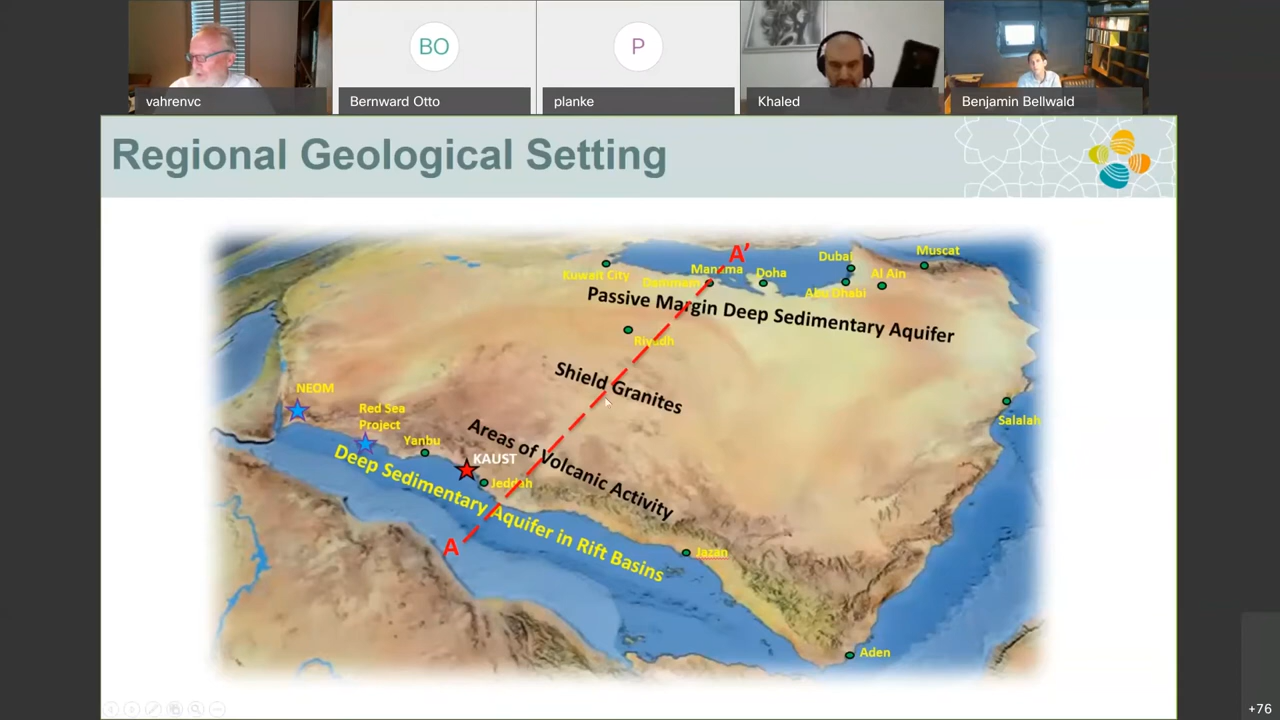 BO
P
vahrenvc
Bernward Otto
planke
Khaled
Benjamin Bellwald
Regional Geological Setting
A'
Muscat
Dubai
Kuwait City
Manama
Doha
Al Ain
Dammam
Abu Dhabi
Passive Margin Deep Sedimentary Aquifer
Riyadh
Shield Granites
NEOM
Red Sea
Project
Yanbu
Areas of Volcanic Activity
Salalah
KAUST
Jeddah
Deep Sedimentary Aquifer in Rift Basins
A
Jazan
Aden
+76